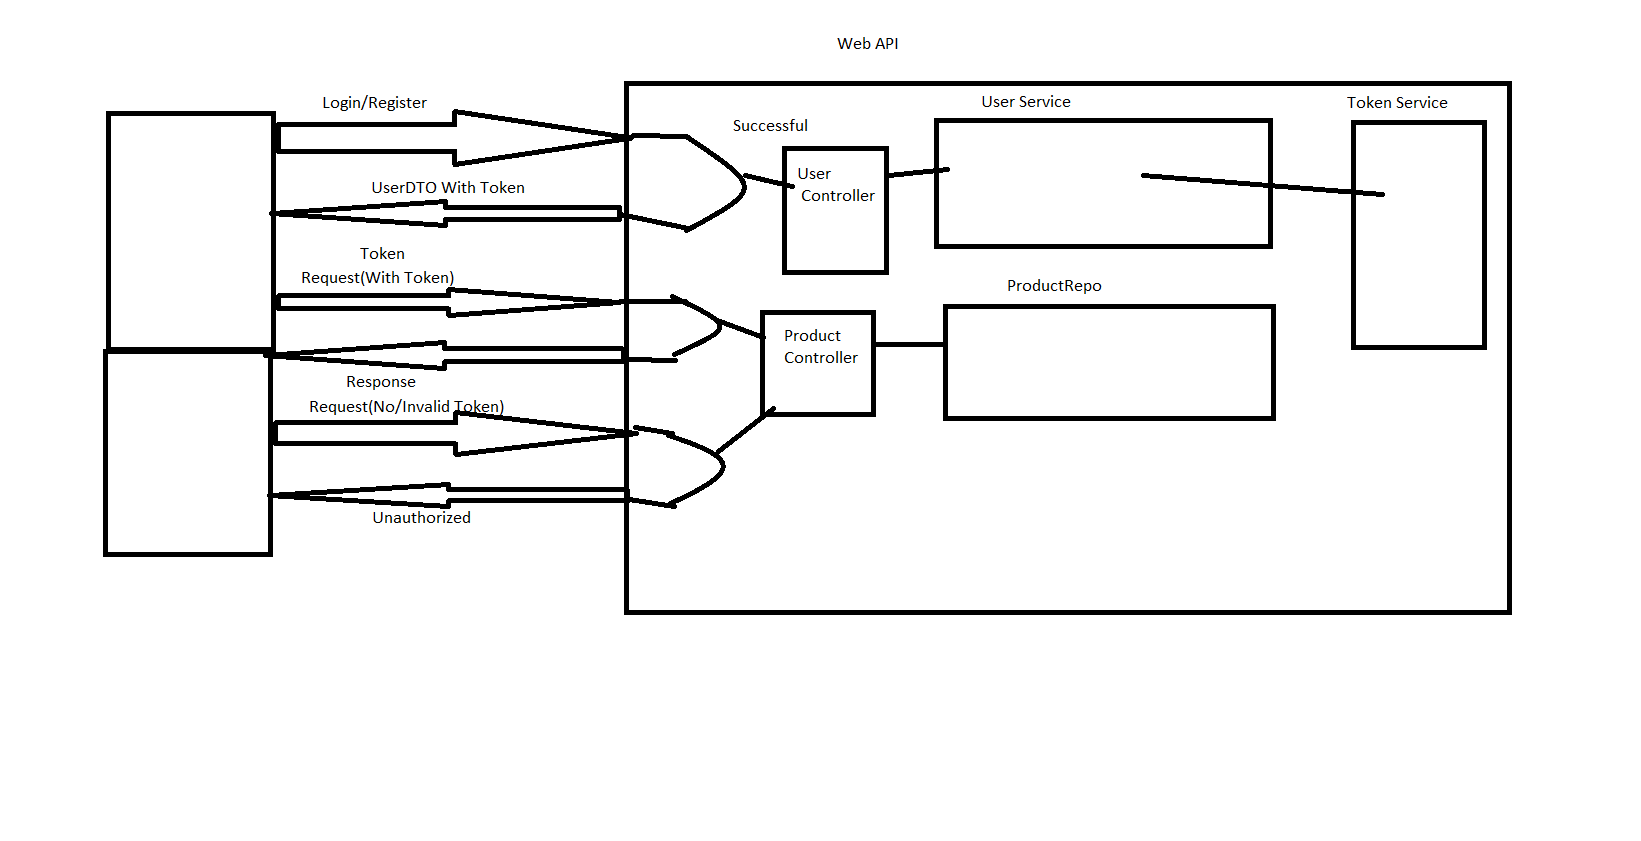 Web API
Login/Register
Successful
User Service
Token Service
User
Controller
UserDTO With Token
Token
Request(With Token)
ProductRepo
Product
Controller
Response
Request(No/Invalid Token)
Unauthorized